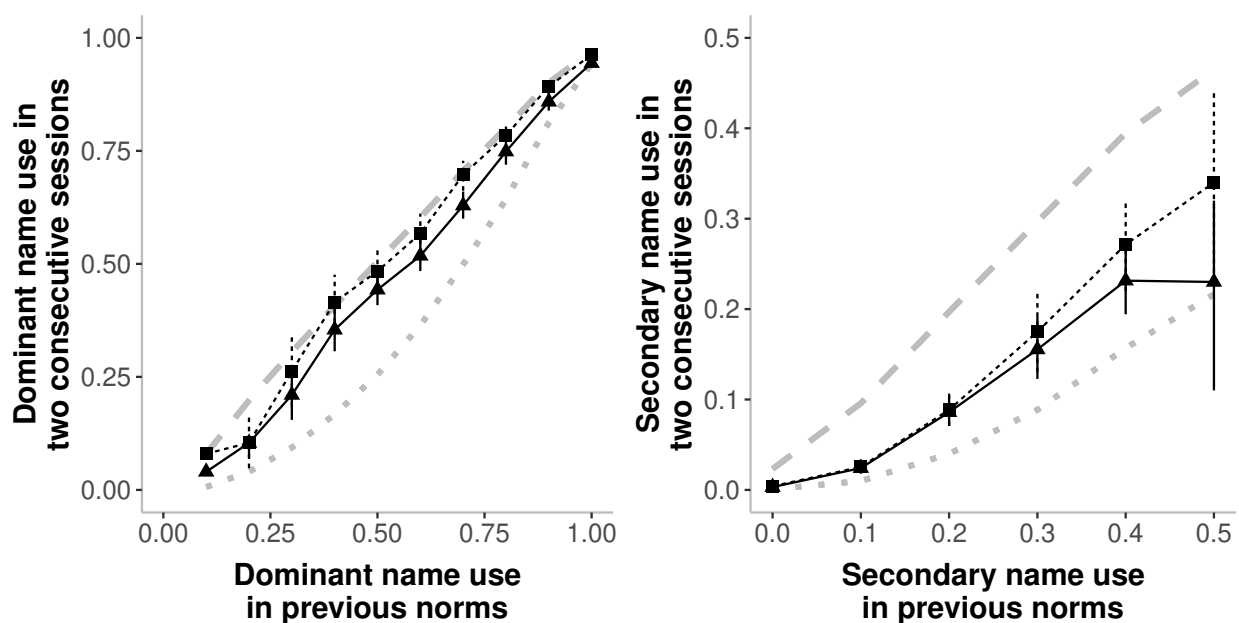 Dominant name use in
two consecutive sessions
1.00
0.75
0.50
0.25
0.00
0.00 0.25 0.50 0.75 1.00
Dominant name use
in previous norms
Secondary name use in
two consecutive sessions
0.5
0.4
0.3
0.2
0.1
0.0
0.0 0.1 0.2 0.3 0.4 0.5
Secondary name use
in previous norms